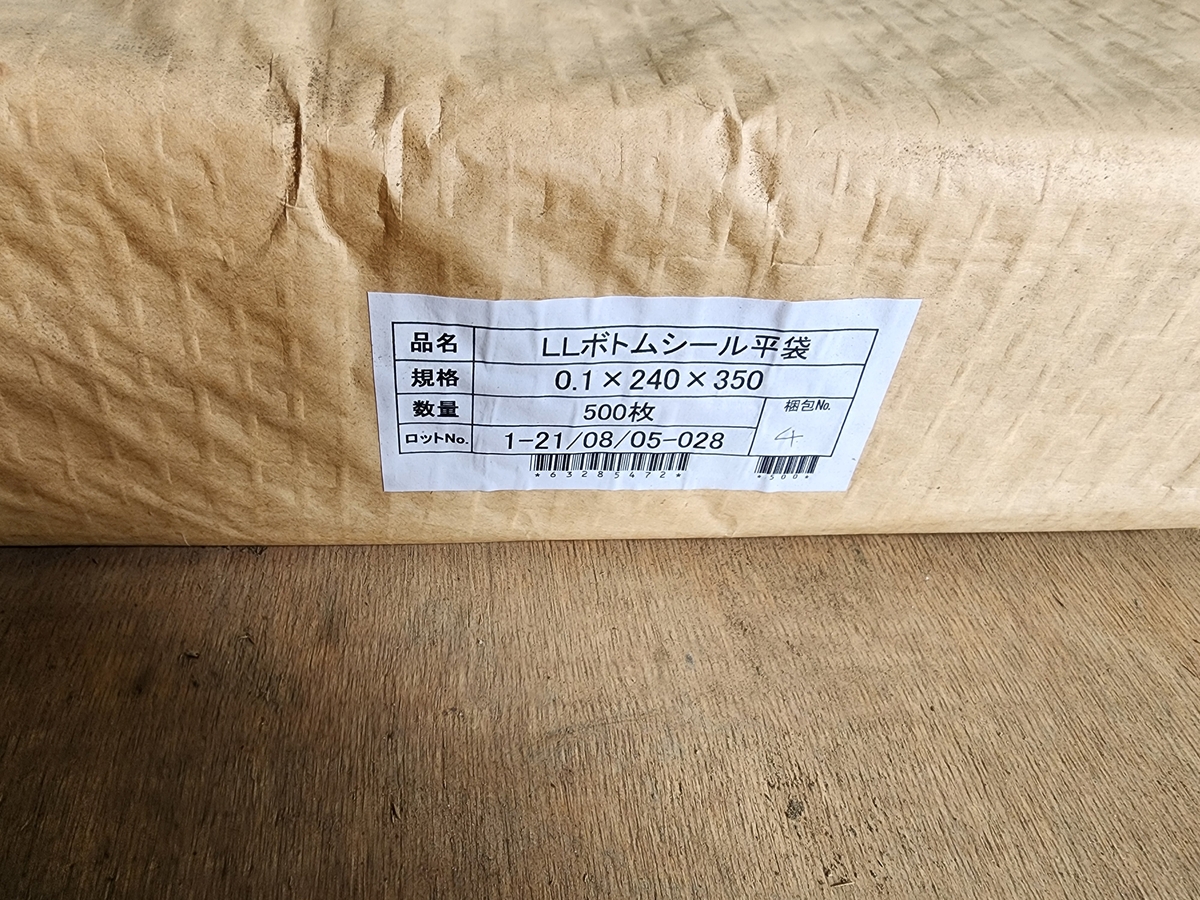 品名 LLボトムシール平袋
規格 0.1×240×350
数量 500枚
梱包No.
ロットNo. 1-21/08/05-028
4
*63285472*
*500*